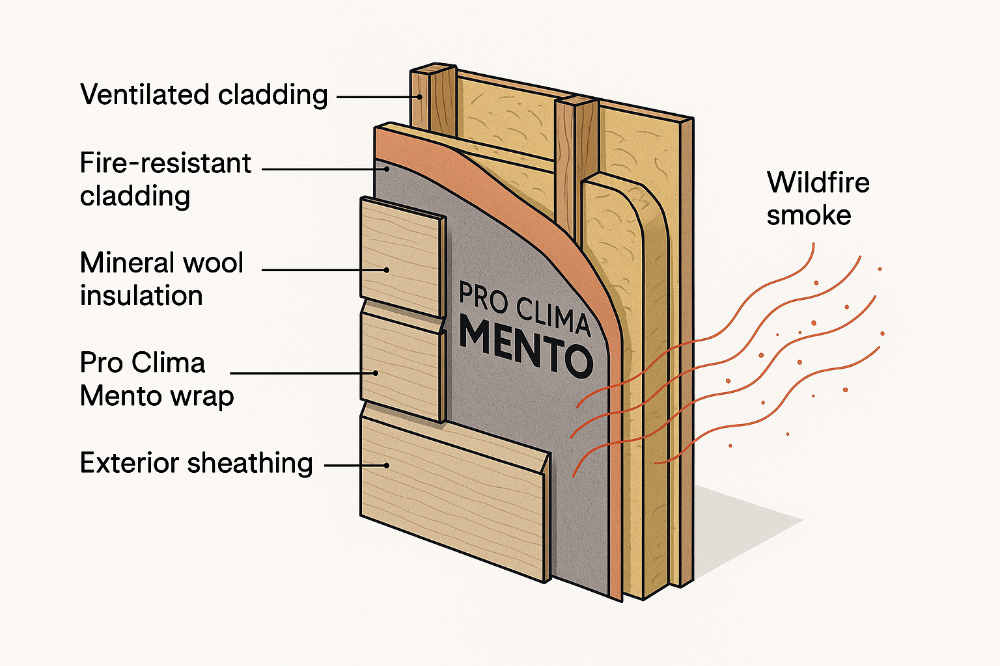 Ventilated cladding
Fire-resistant
cladding
Mineral wool
insulation
Pro Clima
Mento wrap
Exterior sheathing
PRO CLIMA
MENTO
Wildfire
smoke